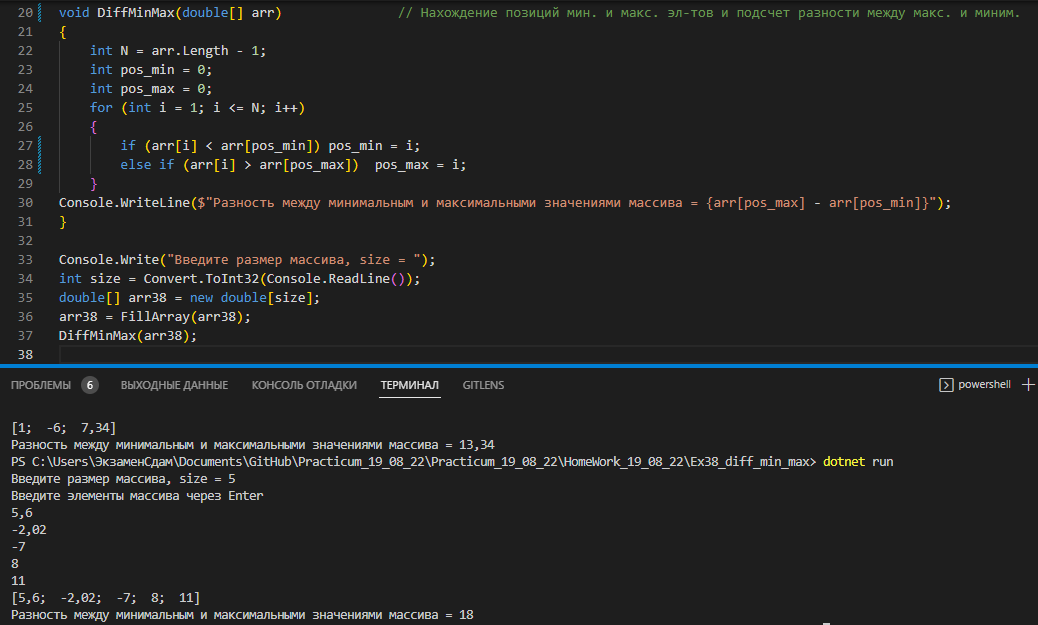 20 void DiffMinMax(double[] arr) // Нахождение позиций мин. и макс. эл-тов и подсчет разности между макс. и миним.
21 {
22 int N = arr.Length - 1;
23 int pos_min = 0;
24 int pos_max = 0;
25 for (int i = 1; i <= N; i++)
26 {
27 if (arr[i] < arr[pos_min]) pos_min = i;
28 else if (arr[i] > arr[pos_max]) pos_max = i;
29 }
30 Console.WriteLine($"Разность между минимальным и максимальными значениями массива = {arr[pos_max] - arr[pos_min]}");
31 }
32
33 Console.Write("Введите размер массива, size = ");
34 int size = Convert.ToInt32(Console.ReadLine());
35 double[] arr38 = new double[size];
36 arr38 = FillArray(arr38);
37 DiffMinMax(arr38);
38
ПРОБЛЕМЫ 6 ВЫХОДНЫЕ ДАННЫЕ КОНСОЛЬ ОТЛАДКИ ТЕРМИНАЛ GITLENS powershell
[1; -6; 7,34]
Разность между минимальным и максимальными значениями массива = 13,34
PS C:\Users\ЭкзаменСдам\Documents\GitHub\Practicum_19_08_22\Practicum_19_08_22\HomeWork_19_08_22\Ex38_diff_min_max> dotnet run
Введите размер массива, size = 5
Введите элементы массива через Enter
5,6
-2,02
-7
8
11
[5,6; -2,02; -7; 8; 11]
Разность между минимальным и максимальными значениями массива = 18